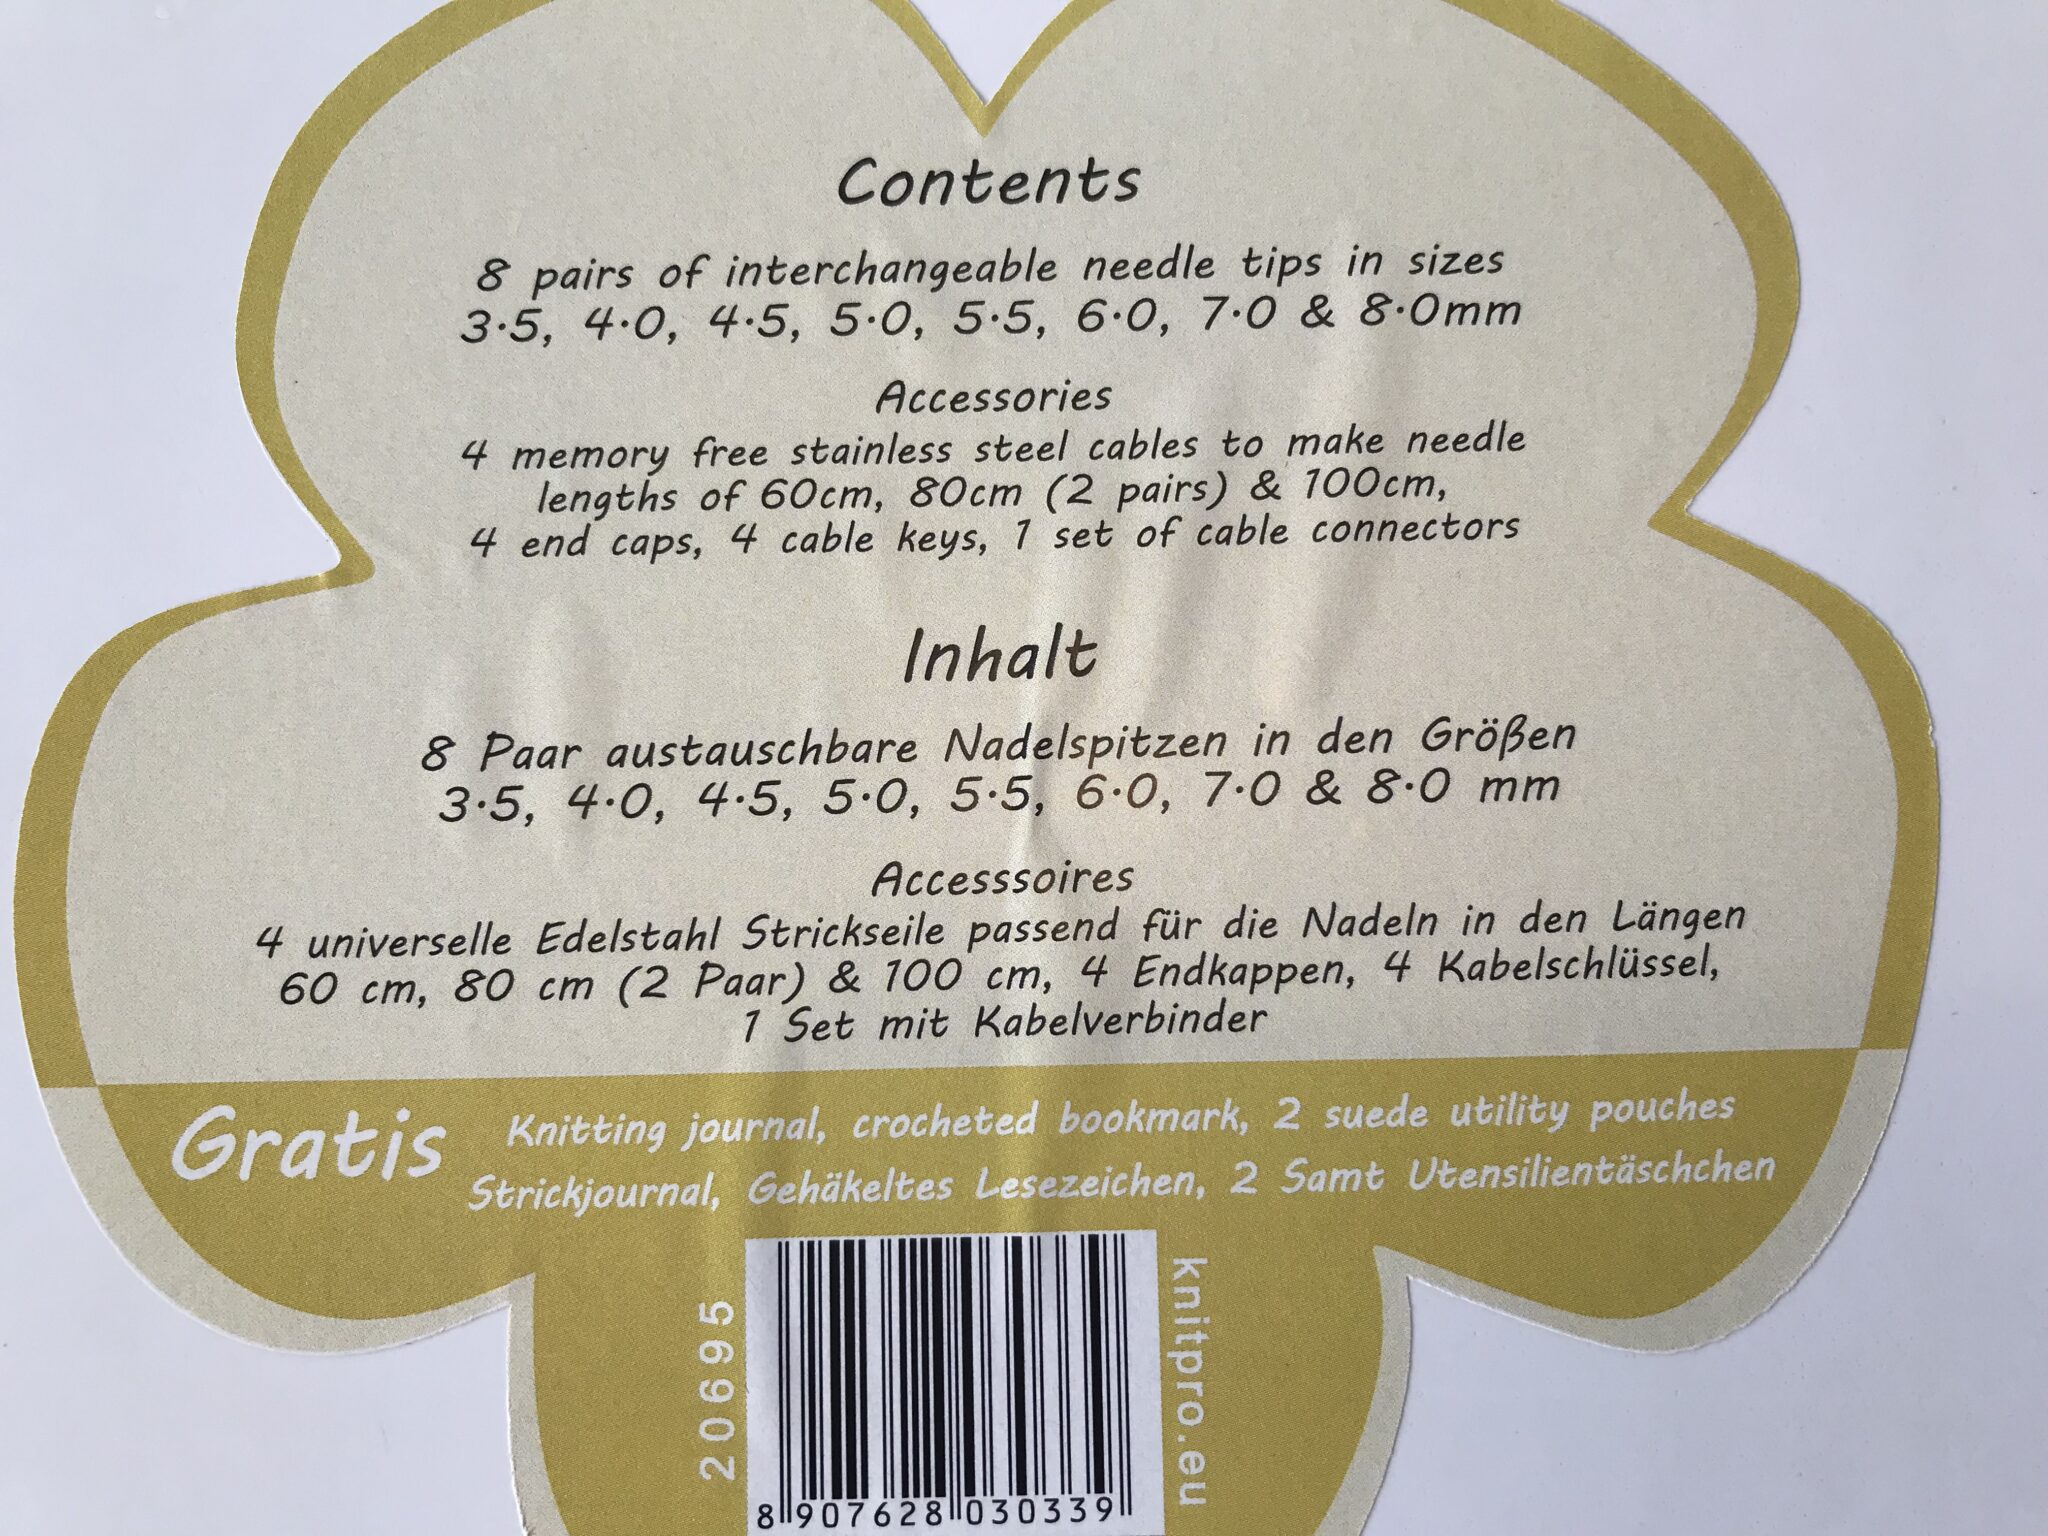 Contents
8 pairs of interchangeable needle tips in sizes
3·5, 4·0, 4·5, 5·0, 5·5, 6·0, 7·0 & 8·0mm
Accessories
4 memory free stainless steel cables to make needle
lengths of 60cm, 80cm (2 pairs) & 100cm,
4 end caps, 4 cable keys, 1 set of cable connectors
Inhalt
8 Paar austauschbare Nadelspitzen in den Größen
3·5, 4·0, 4·5, 5·0, 5·5, 6·0, 7·0 & 8·0 mm
Accesssoires
4 universelle Edelstahl Strickseile passend für die Nadeln in den Längen
60 cm, 80 cm (2 Paar) & 100 cm, 4 Endkappen, 4 Kabelschlüssel,
1 Set mit Kabelverbinder
Gratis
Knitting journal, crocheted bookmark, 2 suede utility pouches
Strickjournal, Gehäkeltes Lesezeichen, 2 Samt Utensilientäschchen
20695
8 907628 030339
knitpro.eu